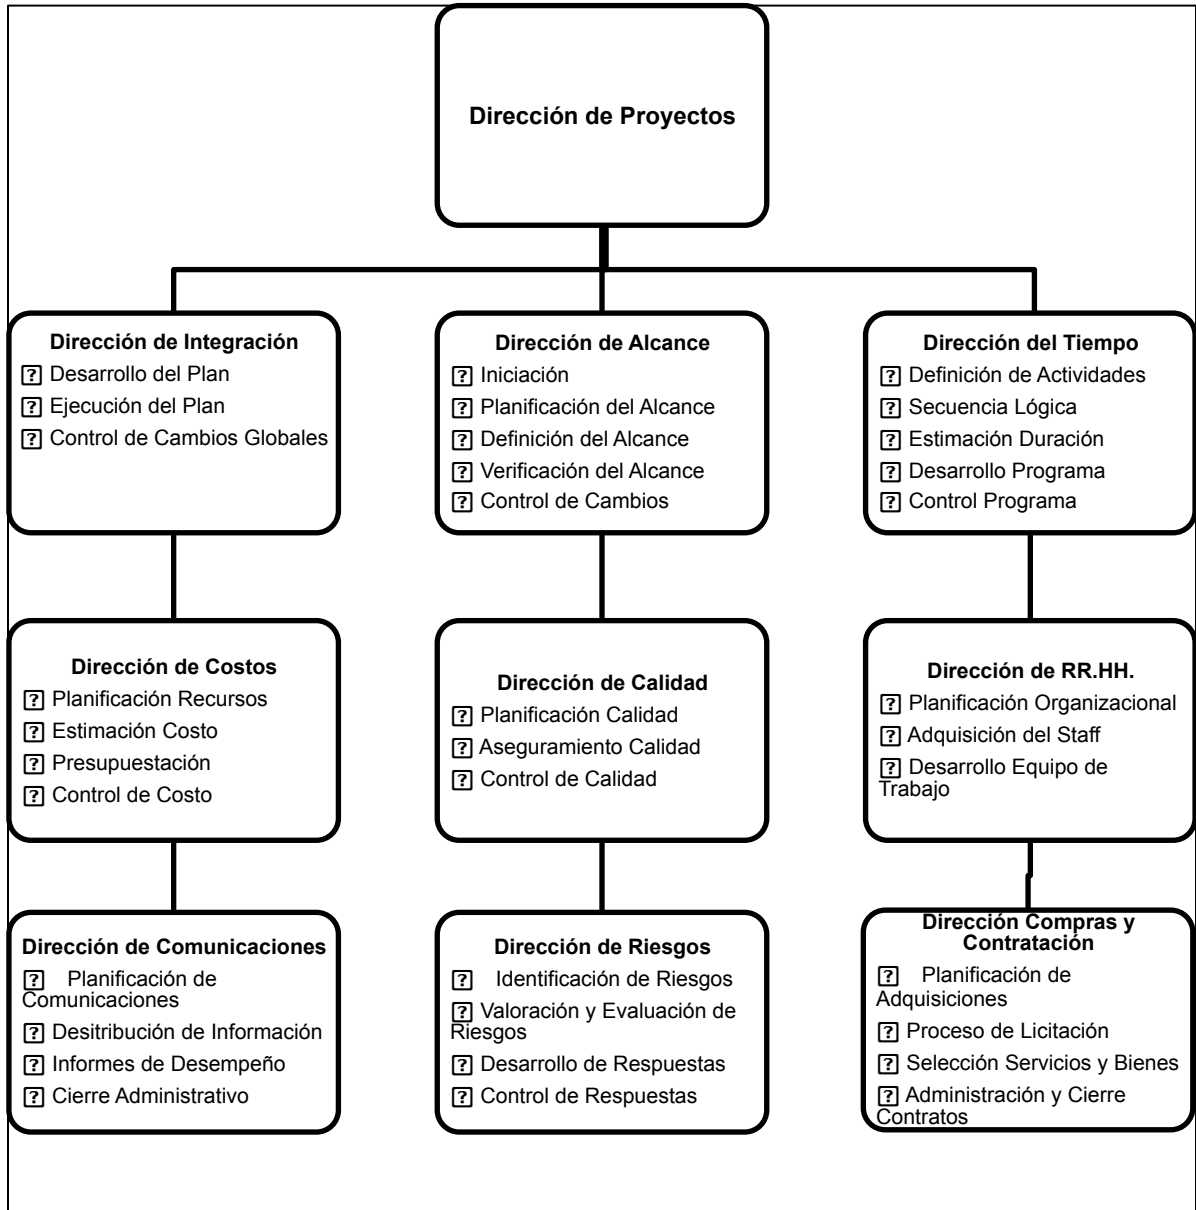 Dirección de Proyectos
Dirección de Integración
? Desarrollo del Plan
? Ejecución del Plan
? Control de Cambios Globales
Dirección de Alcance
? Iniciación
? Planificación del Alcance
? Definición del Alcance
? Verificación del Alcance
? Control de Cambios
Dirección del Tiempo
? Definición de Actividades
? Secuencia Lógica
? Estimación Duración
? Desarrollo Programa
? Control Programa
Dirección de Costos
? Planificación Recursos
? Estimación Costo
? Presupuestación
? Control de Costo
Dirección de Calidad
? Planificación Calidad
? Aseguramiento Calidad
? Control de Calidad
Dirección de RR.HH.
? Planificación Organizacional
? Adquisición del Staff
? Desarrollo Equipo de
Trabajo
Dirección de Comunicaciones
? Planificación de
Comunicaciones
? Desitribución de Información
? Informes de Desempeño
? Cierre Administrativo
Dirección de Riesgos
? Identificación de Riesgos
? Valoración y Evaluación de
Riesgos
? Desarrollo de Respuestas
? Control de Respuestas
Dirección Compras y
Contratación
? Planificación de
Adquisiciones
? Proceso de Licitación
? Selección Servicios y Bienes
? Administración y Cierre
Contratos